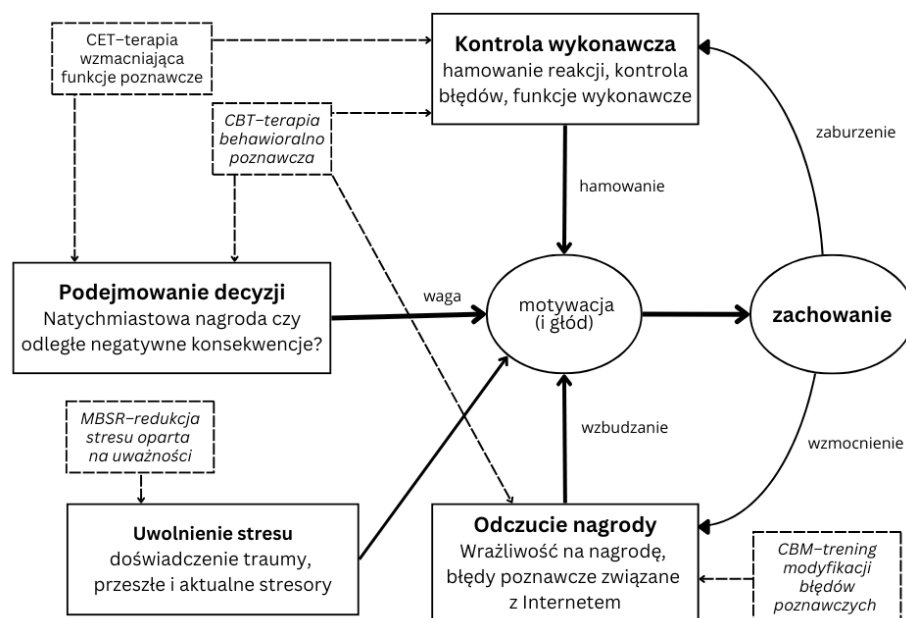 CET–terapia
wzmacniająca
funkcje poznawcze
Kontrola wykonawcza
hamowanie reakcji, kontrola
błędów, funkcje wykonawcze
CBT–terapia
behawioralno
poznawcza
zaburzenie
hamowanie
Podejmowanie decyzji
Natychmiastowa nagroda czy
odległe negatywne konsekwencje?
waga
motywacja
(i głód)
zachowanie
MBSR–redukcja
stresu oparta
na uważności
wzbudzanie
wzmocnienie
Uwolnienie stresu
doświadczenie traumy,
przeszłe i aktualne stresory
Odczucie nagrody
Wrażliwość na nagrodę,
błędy poznawcze związane
z Internetem
CBM–trening
modyfikacji
błędów
poznawczych